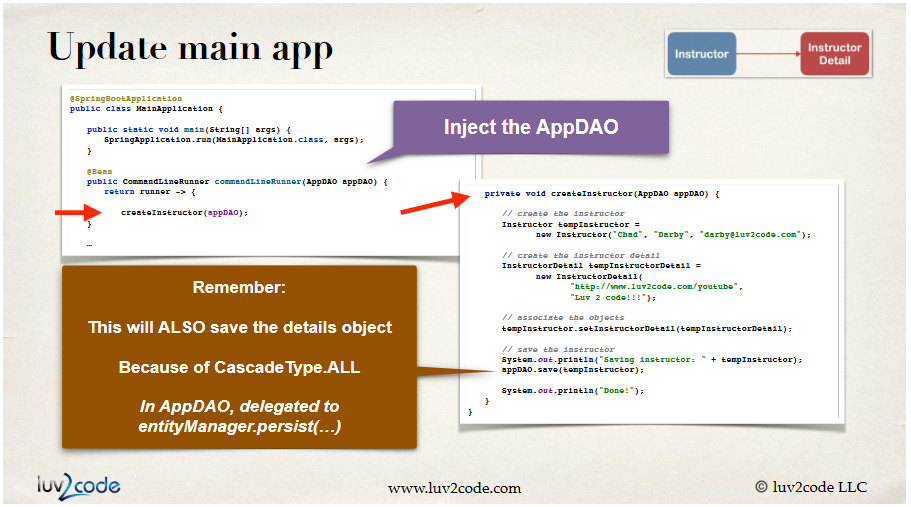 Update main app
Instructor
Instructor
Detail
@SpringBootApplication
public class MainApplication {
public static void main(String[] args) {
SpringApplication.run(MainApplication.class, args);
}
@Bean
public CommandLineRunner commandLineRunner(AppDAO appDAO) {
return runner -> {
createInstructor(appDAO);
}
…
Inject the AppDAO
private void createInstructor(AppDAO appDAO) {
// create the instructor
Instructor tempInstructor =
new Instructor("Chad", "Darby", "darby@luv2code.com");
// create the instructor detail
InstructorDetail tempInstructorDetail =
new InstructorDetail(
"http://www.luv2code.com/youtube",
"Luv 2 code!!!");
// associate the objects
tempInstructor.setInstructorDetail(tempInstructorDetail);
// save the instructor
System.out.println("Saving instructor: " + tempInstructor);
appDAO.save(tempInstructor);
System.out.println("Done!");
}
}
Remember:
This will ALSO save the details object
Because of CascadeType.ALL
In AppDAO, delegated to
entityManager.persist(…)
luv2code
www.luv2code.com
© luv2code LLC